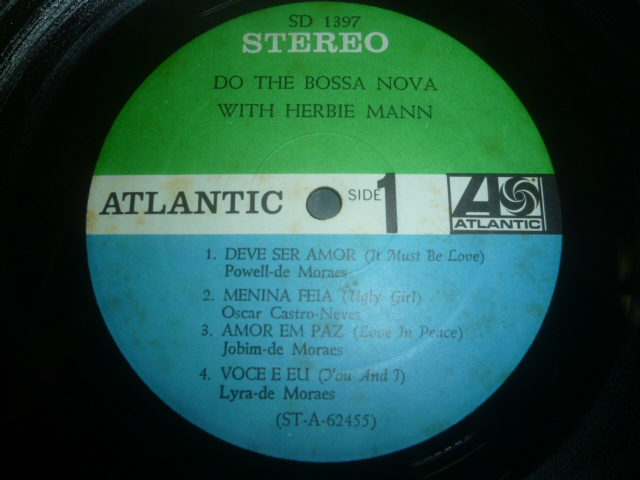 SD 1397
STEREO
DO THE BOSSA NOVA
WITH HERBIE MANN
ATLANTIC SIDE 1 ATLANTIC
1. DEVE SER AMOR (It Must Be Love)
Powell-de Moraes
2. MENINA FEIA (Ugly Girl)
Oscar Castro-Neves
3. AMOR EM PAZ (Love In Peace)
Jobim-de Moraes
4. VOCE E EU (You And I)
Lyra-de Moraes
(ST-A-62455)